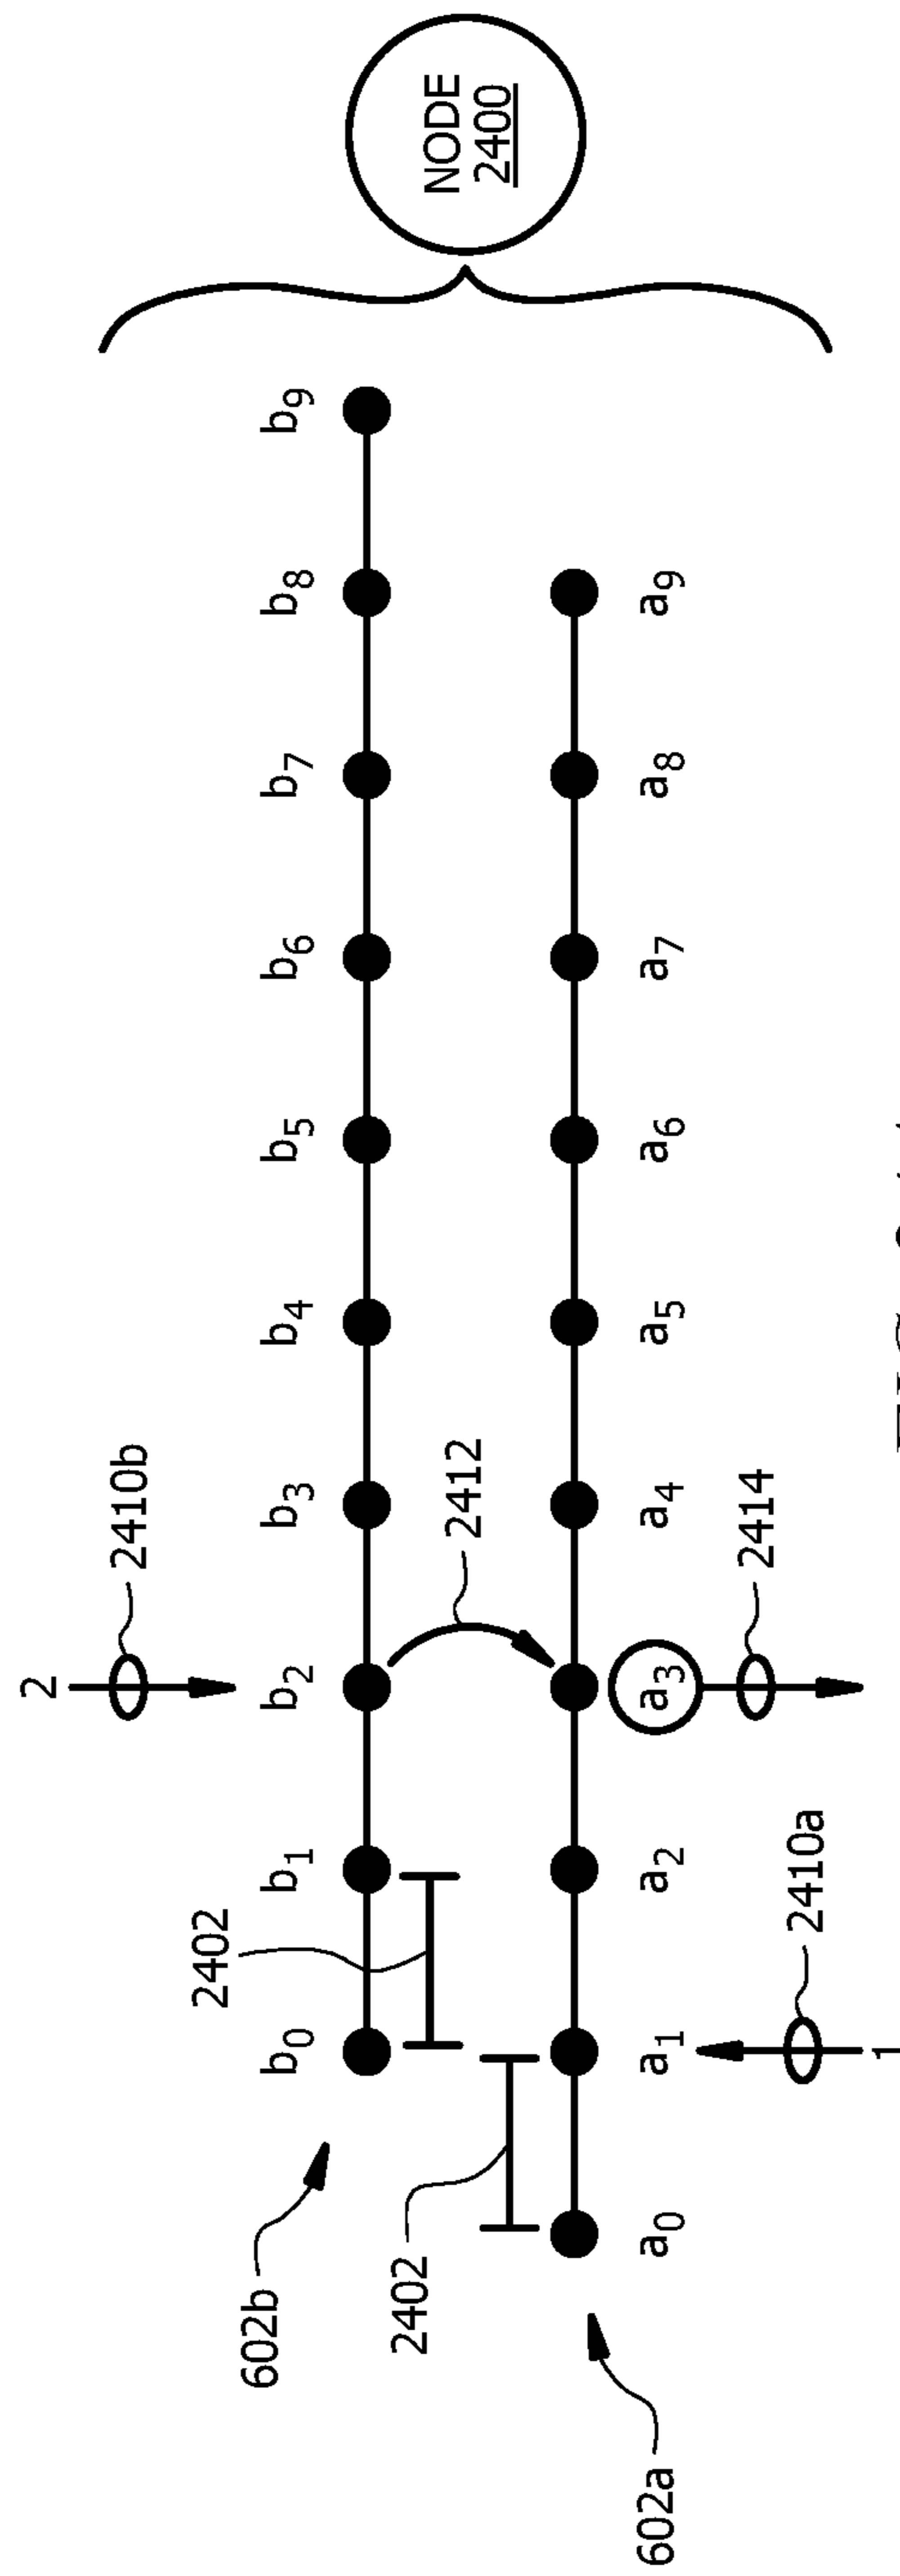 2
2410b
2402
602b
b₀ b₁ b₂ b₃ b₄ b₅ b₆ b₇ b₈ b₉
2402
2412
NODE
2400
602a
a₀ a₁ a₂ a₃ a₄ a₅ a₆ a₇ a₈ a₉
2414
2410a
1